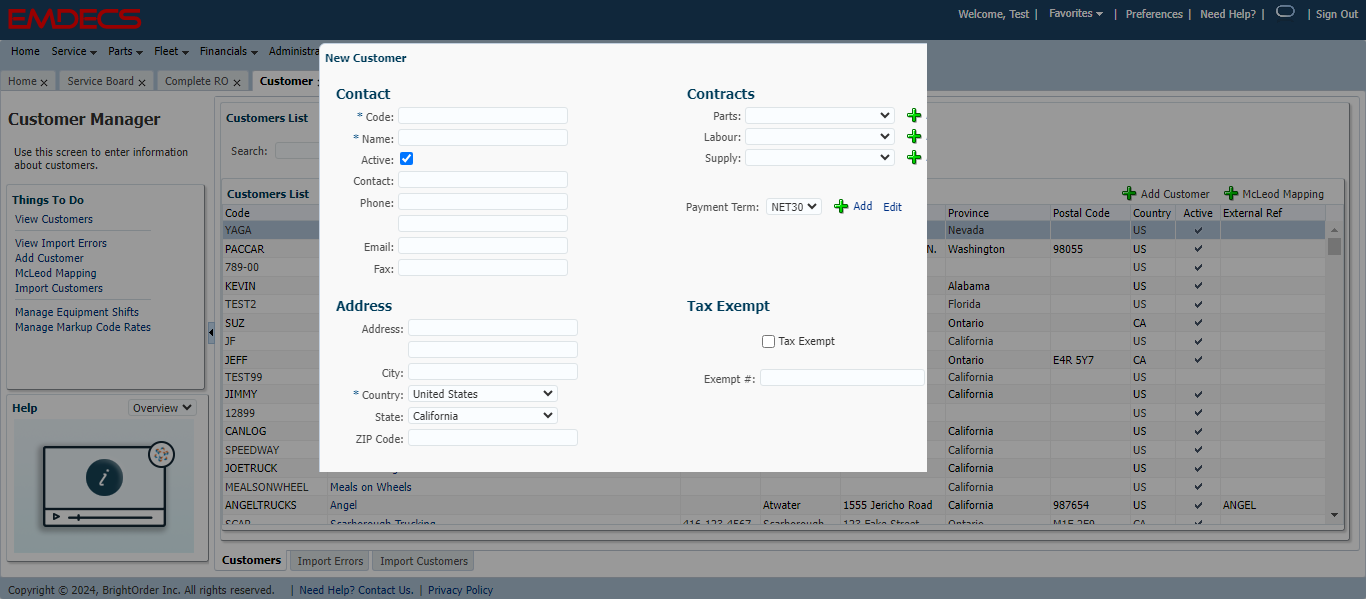 EMDECS
Welcome, Test | Favorites | Preferences | Need Help? | | Sign Out
Home Service Parts Fleet Financials Administra
Home x Service Board x Complete RO x Customer
Customer Manager
Use this screen to enter information
about customers.
Things To Do
View Customers
View Import Errors
Add Customer
McLeod Mapping
Import Customers
Manage Equipment Shifts
Manage Markup Code Rates
Help Overview
i
Customers List
Search:
Customers List Add Customer McLeod Mapping
Code Province Postal Code Country Active External Ref
YAGA Nevada US
PACCAR N. Washington 98055 US
789-00 US
KEVIN Alabama US
TEST2 Florida US
SUZ Ontario CA
JF California US
JEFF Ontario E4R 5Y7 CA
TEST99 California US
JIMMY California US
12899 US
CANLOG California US
SPEEDWAY California US
JOETRUCK California US
MEALSONWHEEL Meals on Wheels California US
ANGELTRUCKS Angel Atwater 1555 Jericho Road California 987654 US ANGEL
SCAR Scarborough Trucking 416-123-4567 Scarborough 123 Fake Street Ontario M1E 2E9 CA
New Customer
Contact
* Code:
* Name:
Active:
Contact:
Phone:
Email:
Fax:
Address
Address:
City:
* Country: United States
State: California
ZIP Code:
Contracts
Parts:
Labour:
Supply:
Payment Term: NET30 Add Edit
Tax Exempt
Tax Exempt
Exempt #:
Customers Import Errors Import Customers
Copyright © 2024, BrightOrder Inc. All rights reserved. | Need Help? Contact Us. | Privacy Policy